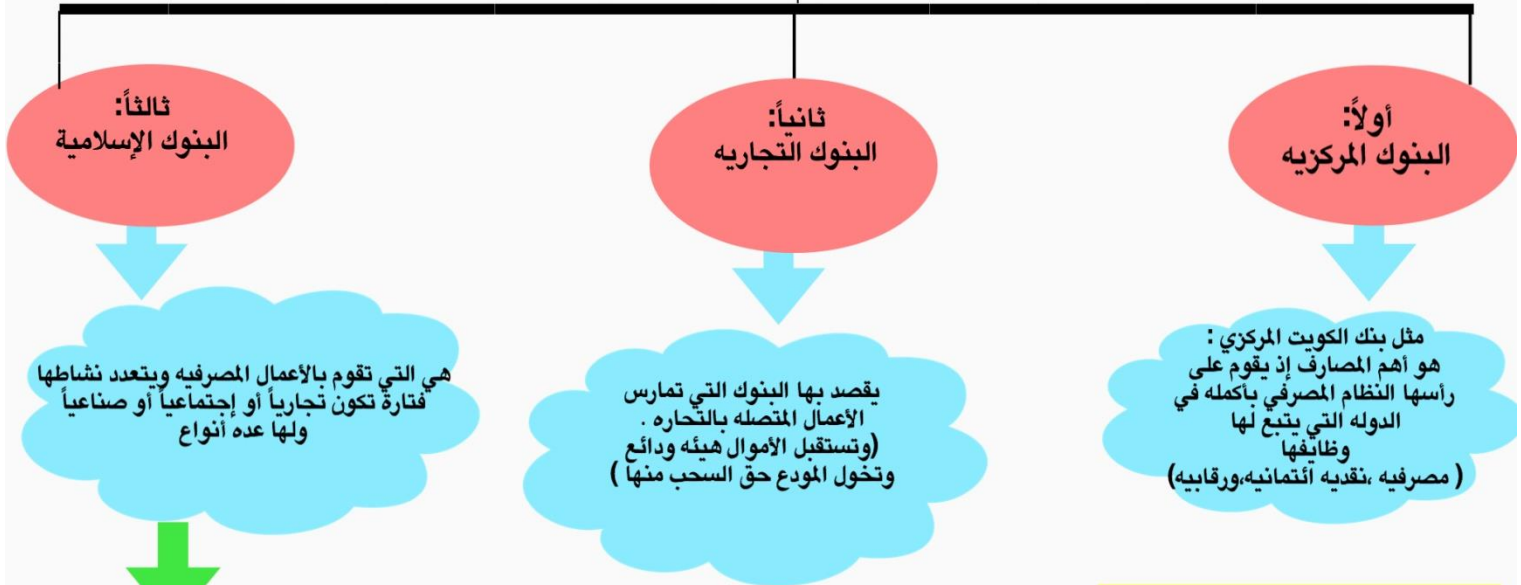 أولاً:
البنوك المركزيه
مثل بنك الكويت المركزي :
هو أهم المصارف إذ يقوم على
رأسها النظام المصرفي بأكمله في
الدوله التي يتبع لها
وظايفها
( مصرفيه ،نقديه ائتمانيه،ورقابيه)
ثانياً:
البنوك التجاريه
يقصد بها البنوك التي تمارس
الأعمال المتصله بالتحاره .
(وتستقبل الأموال هيئه ودائع
وتخول المودع حق السحب منها )
ثالثاً:
البنوك الإسلامية
هي التي تقوم بالأعمال المصرفيه ويتعدد نشاطها
فتارة تكون تجارياً أو إجتماعياً أو صناعياً
ولها عده أنواع